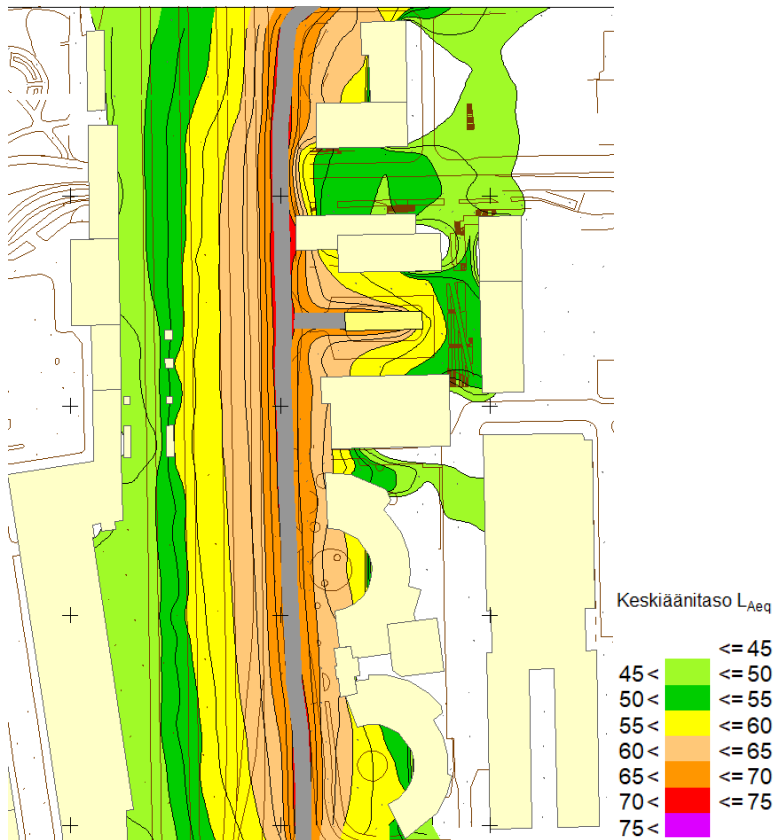 Keskiäänitaso LAeq
<= 45
45 < <= 50
50 < <= 55
55 < <= 60
60 < <= 65
65 < <= 70
70 < <= 75
75 <